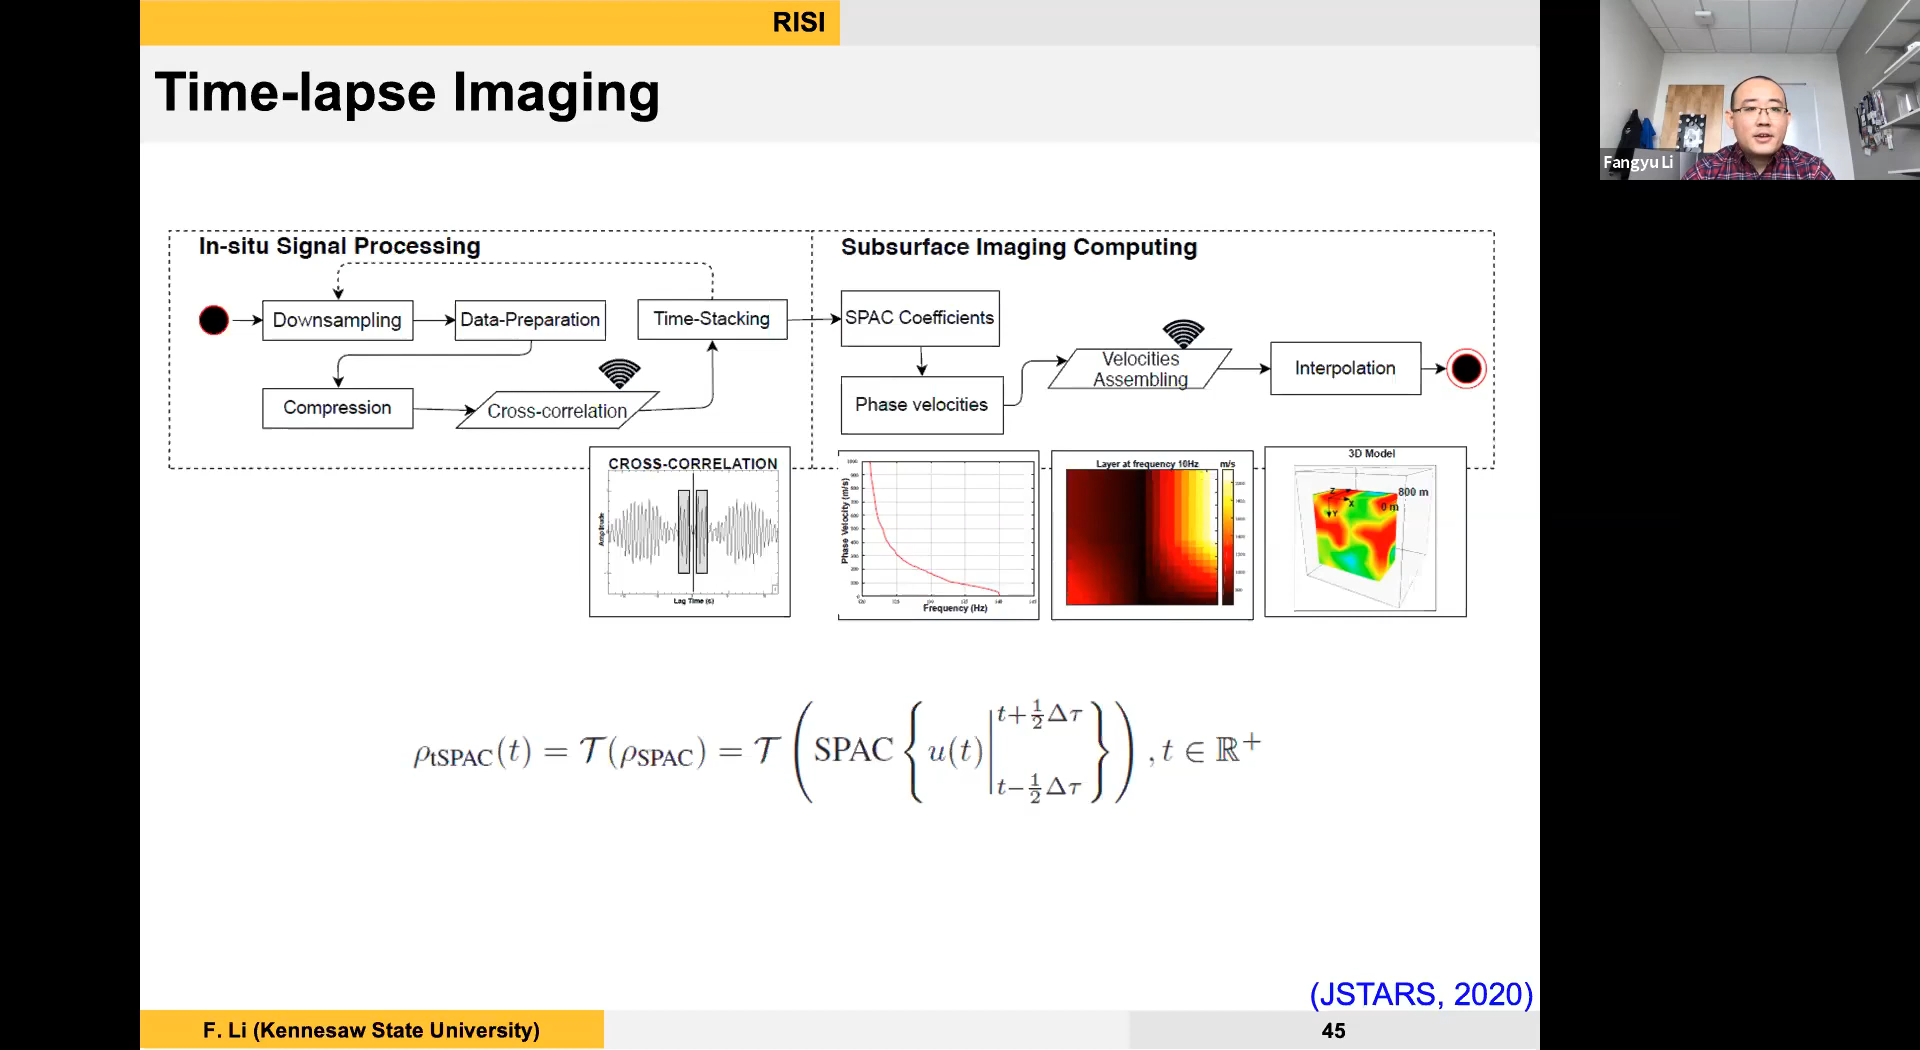 RISI
Time-lapse Imaging
Fangyu Li
In-situ Signal Processing
Downsampling
Data-Preparation
Time-Stacking
Compression
Cross-correlation
Subsurface Imaging Computing
SPAC Coefficients
Phase velocities
Velocities
Assembling
Interpolation
CROSS-CORRELATION
Amplitude
Lag Time (s)
Phase Velocity (m/s)
Frequency (Hz)
Layer at frequency 10Hz m/s
3D Model
800 m
0 m
Z
X
Y
ρtSPAC(t) = 𝒯(ρSPAC) = 𝒯 ( SPAC { u(t) |_{t−½Δτ}^{t+½Δτ} } ) , t ∈ ℝ⁺
(JSTARS, 2020)
F. Li (Kennesaw State University)
45